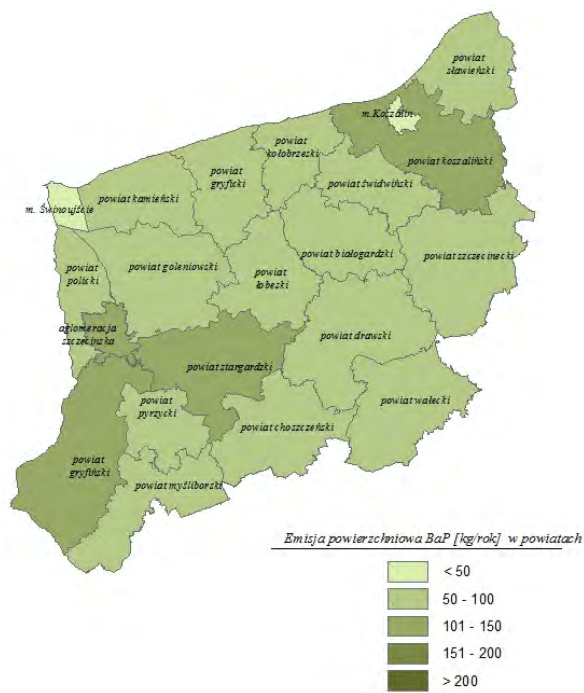 powiat
sławieński
m. Koszalin
powiat
kołobrzeski
powiat koszaliński
powiat
gryficki
powiat świdwiński
powiat kamieński
m. Świnoujście
powiat białogardzki
powiat szczecinecki
powiat
policki
powiat goleniowski
powiat
łobeski
aglomeracja
szczecińska
powiat drawski
powiat stargardzki
powiat
pyrzycki
powiat wałecki
powiat choszczeński
powiat
gryfiński
powiat myśliborski
Emisja powierzchniowa BaP [kg/rok] w powiatach
< 50
50 - 100
101 - 150
151 - 200
> 200